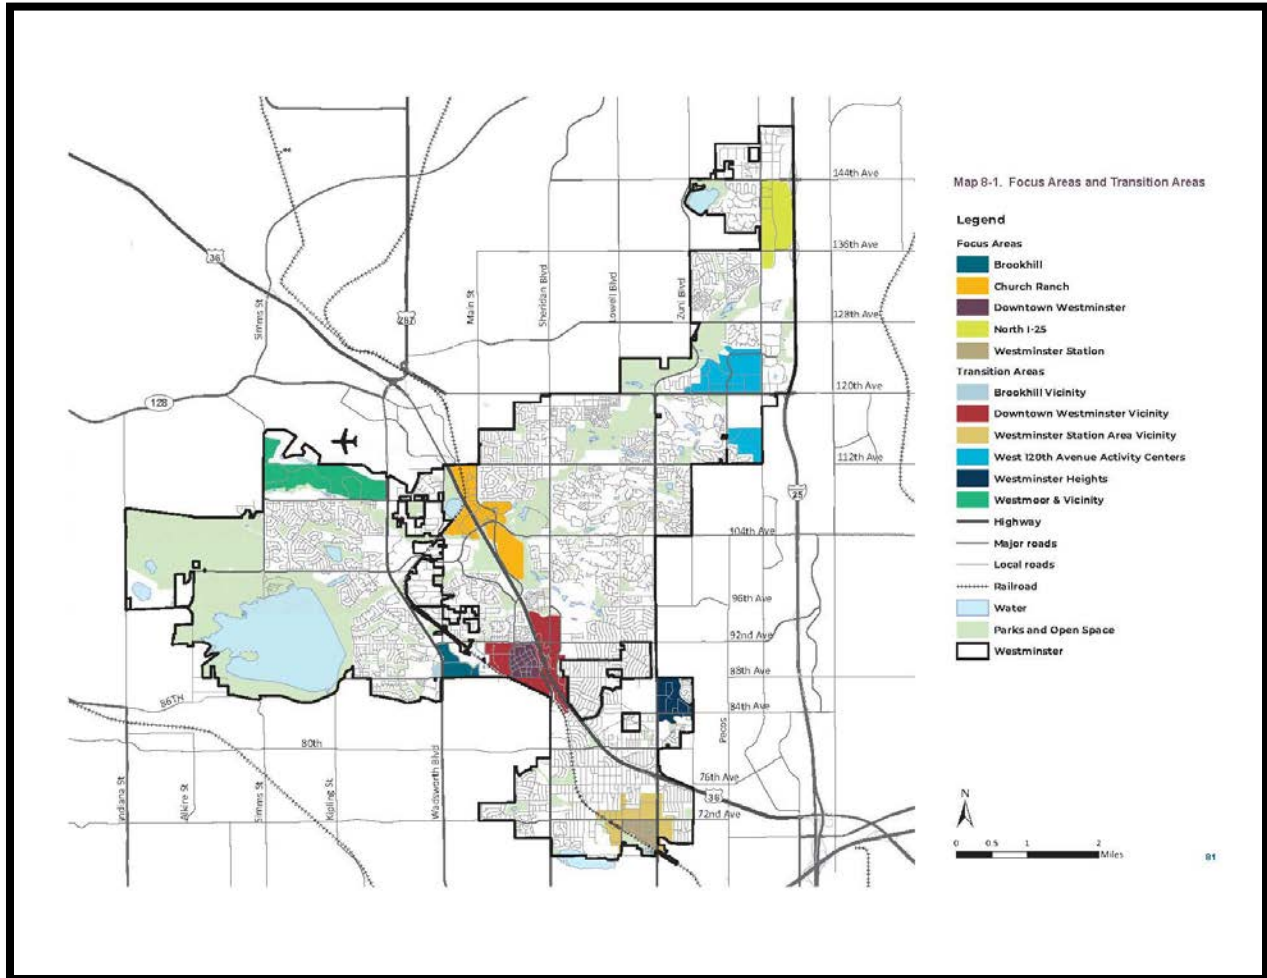 144th Ave
Map 8-1. Focus Areas and Transition Areas
Legend
136th Ave
Focus Areas
36
Brookhill
Church Ranch
Simms St
287
Main St
Sheridan Blvd
Lowell Blvd
Zuni Blvd
Downtown Westminster
128th Ave
North I-25
Westminster Station
Transition Areas
120th Ave
Brookhill Vicinity
128
Downtown Westminster Vicinity
Westminster Station Area Vicinity
112th Ave
West 120th Avenue Activity Centers
Westminster Heights
25
Westmoor & Vicinity
Highway
104th Ave
Major roads
Local roads
Railroad
96th Ave
Water
92nd Ave
Parks and Open Space
Westminster
88th Ave
86TH
84th Ave
80th
Pecos
76th Ave
Indiana St
Alkire St
Simms St
Kipling St
Wadsworth Blvd
36
72nd Ave
N
0 0.5 1 2
Miles
81